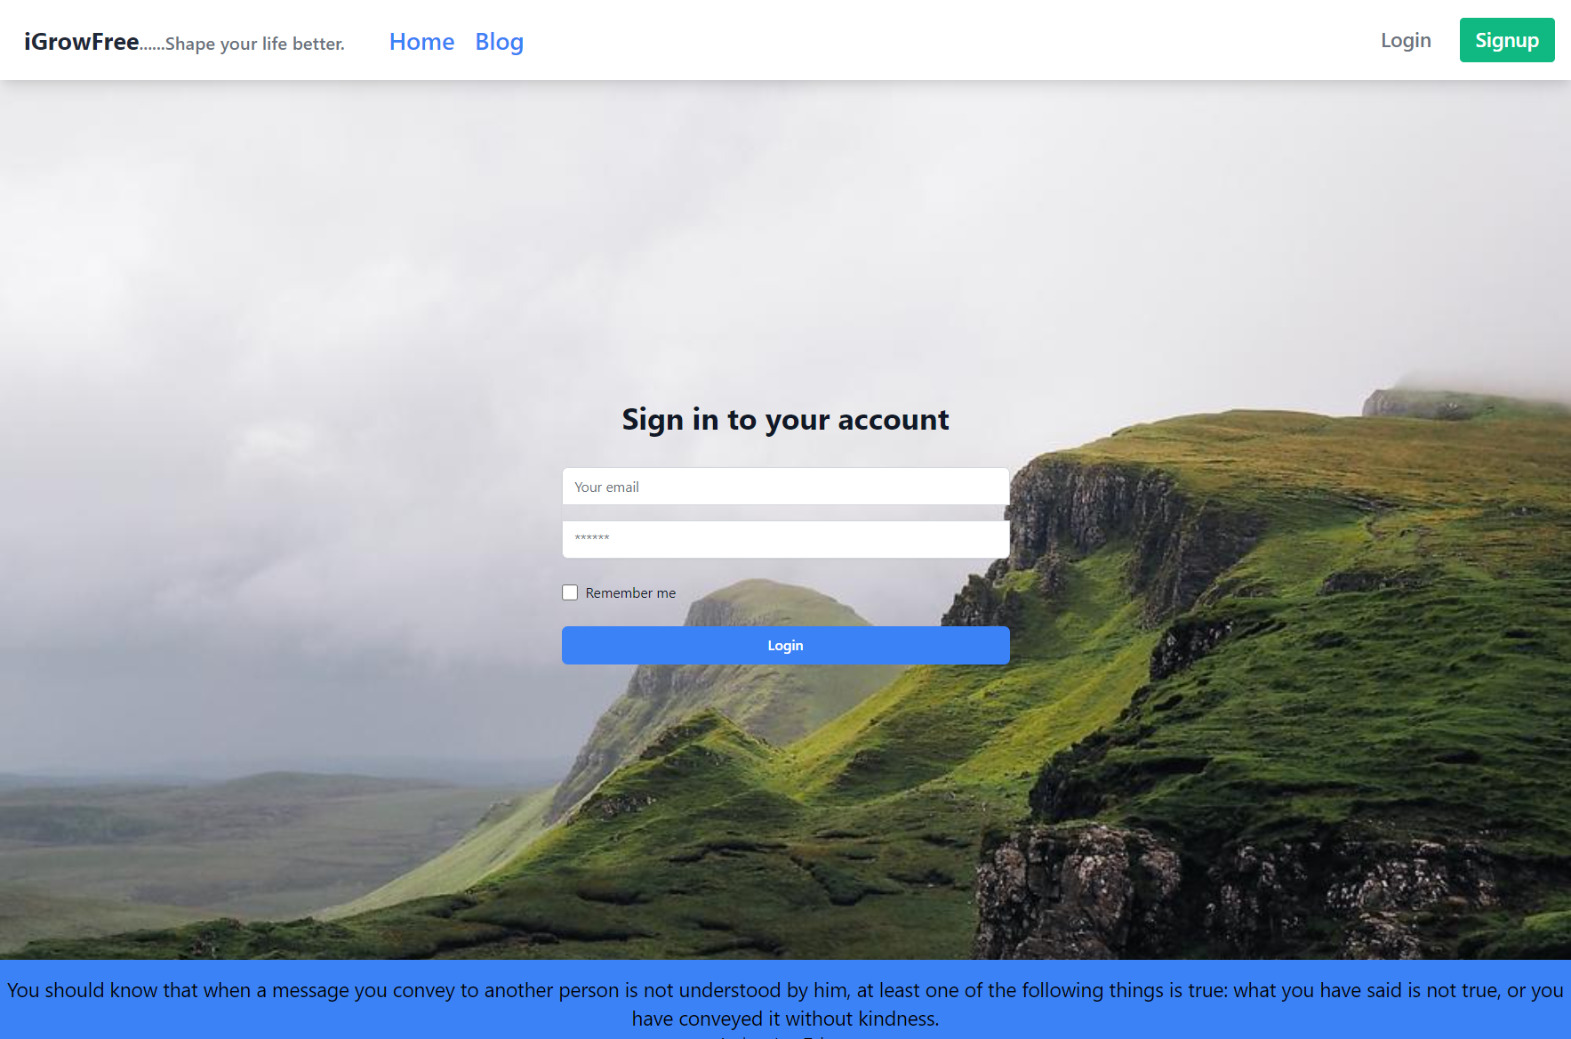 iGrowFree......Shape your life better.
Home
Blog
Login
Signup
Sign in to your account
Your email
******
Remember me
Login
You should know that when a message you convey to another person is not understood by him, at least one of the following things is true: what you have said is not true, or you
have conveyed it without kindness.